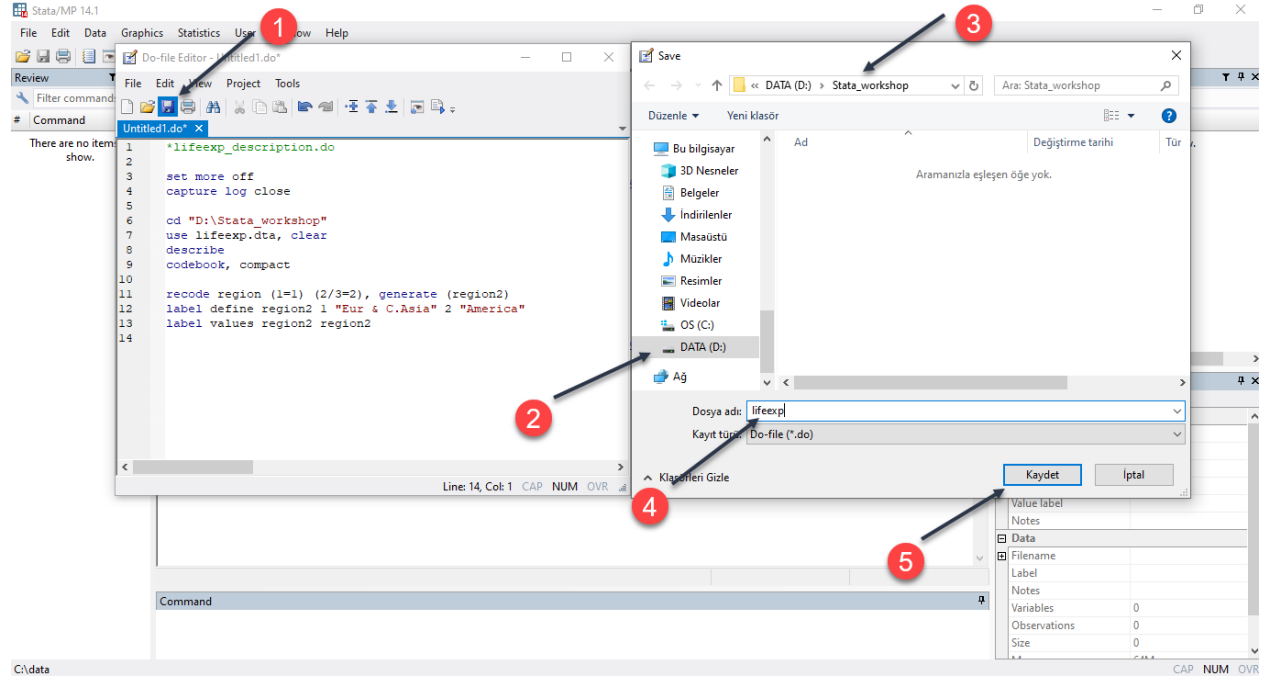 Stata/MP 14.1
File Edit Data Graphics Statistics User Window Help
Review
Filter commands
# Command
There are no items
show.
Do-file Editor - Untitled1.do*
File Edit View Project Tools
Untitled1.do*
1 *lifeexp_description.do
2
3 set more off
4 capture log close
5
6 cd "D:\Stata_workshop"
7 use lifeexp.dta, clear
8 describe
9 codebook, compact
10
11 recode region (1=1) (2/3=2), generate (region2)
12 label define region2 1 "Eur & C.Asia" 2 "America"
13 label values region2 region2
14
Line: 14, Col: 1 CAP NUM OVR
Save
« DATA (D:) › Stata_workshop
Ara: Stata_workshop
Düzenle Yeni klasör
Bu bilgisayar
3D Nesneler
Belgeler
İndirilenler
Masaüstü
Müzikler
Resimler
Videolar
OS (C:)
DATA (D:)
Ağ
Ad Değiştirme tarihi Tür
Aramanızla eşleşen öğe yok.
Dosya adı: lifeexp
Kayıt türü: Do-file (*.do)
Klasörleri Gizle
Kaydet İptal
1
2
3
4
5
Value label
Notes
Data
Filename
Label
Notes
Variables 0
Observations 0
Size 0
Command
C:\data
CAP NUM OVR